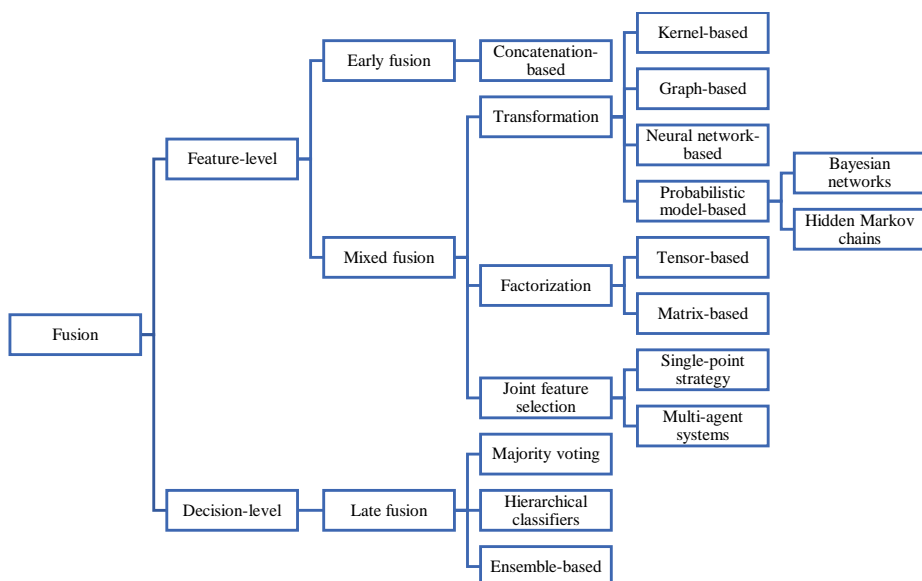 Fusion
Feature-level
Early fusion
Concatenation-
based
Mixed fusion
Transformation
Kernel-based
Graph-based
Neural network-
based
Probabilistic
model-based
Bayesian
networks
Hidden Markov
chains
Factorization
Tensor-based
Matrix-based
Joint feature
selection
Single-point
strategy
Multi-agent
systems
Decision-level
Late fusion
Majority voting
Hierarchical
classifiers
Ensemble-based